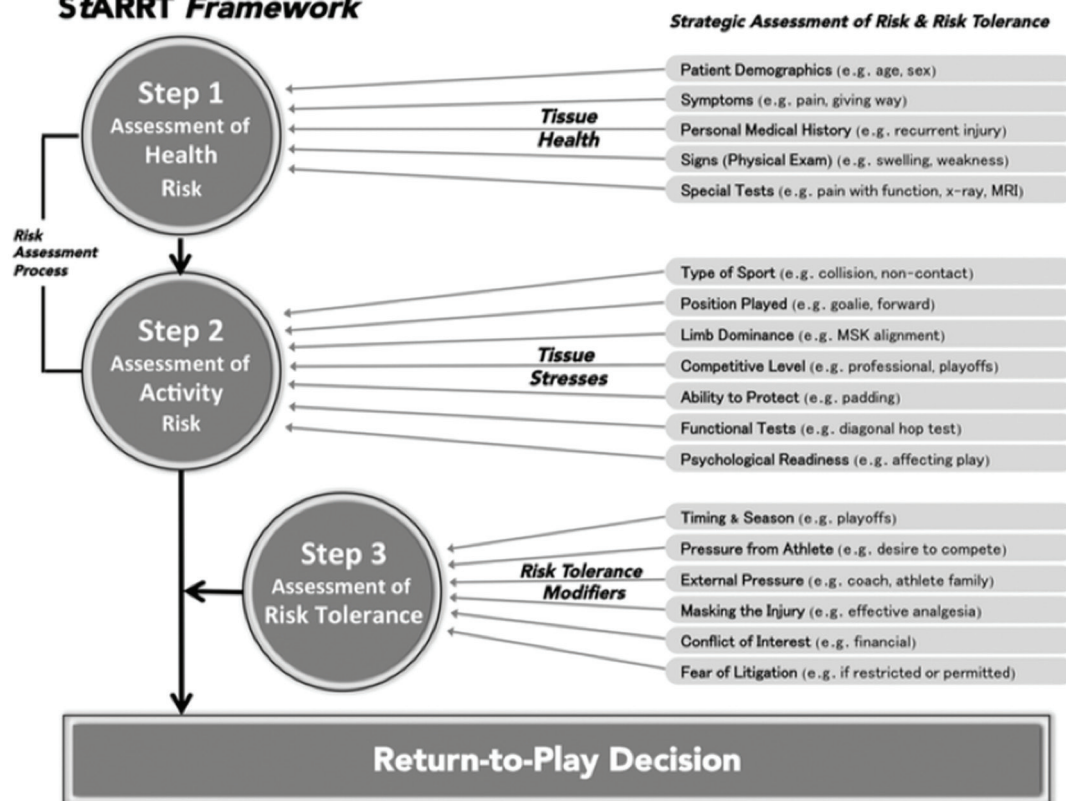 StARRT Framework
Strategic Assessment of Risk & Risk Tolerance
Step 1
Assessment of
Health
Risk
Tissue
Health
Patient Demographics (e.g. age, sex)
Symptoms (e.g. pain, giving way)
Personal Medical History (e.g. recurrent injury)
Signs (Physical Exam) (e.g. swelling, weakness)
Special Tests (e.g. pain with function, x-ray, MRI)
Risk
Assessment
Process
Step 2
Assessment of
Activity
Risk
Tissue
Stresses
Type of Sport (e.g. collision, non-contact)
Position Played (e.g. goalie, forward)
Limb Dominance (e.g. MSK alignment)
Competitive Level (e.g. professional, playoffs)
Ability to Protect (e.g. padding)
Functional Tests (e.g. diagonal hop test)
Psychological Readiness (e.g. affecting play)
Step 3
Assessment of
Risk Tolerance
Risk Tolerance
Modifiers
Timing & Season (e.g. playoffs)
Pressure from Athlete (e.g. desire to compete)
External Pressure (e.g. coach, athlete family)
Masking the Injury (e.g. effective analgesia)
Conflict of Interest (e.g. financial)
Fear of Litigation (e.g. if restricted or permitted)
Return-to-Play Decision